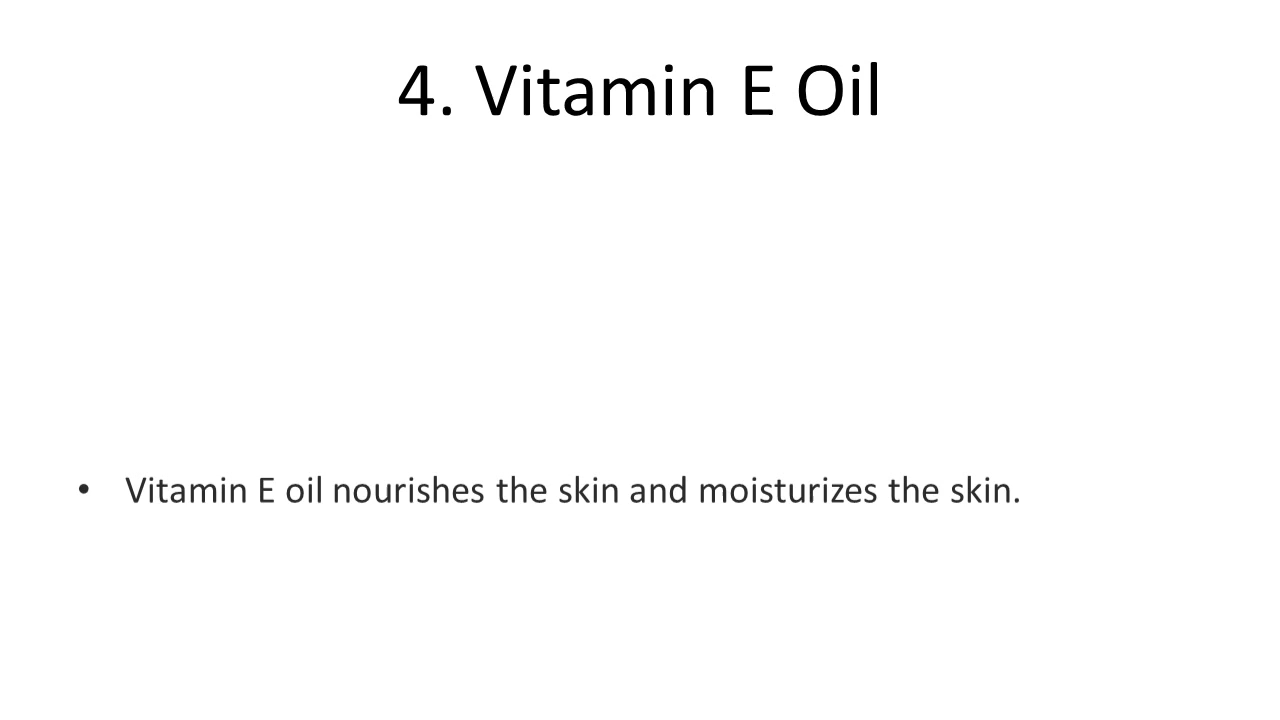 4. Vitamin E Oil
• Vitamin E oil nourishes the skin and moisturizes the skin.